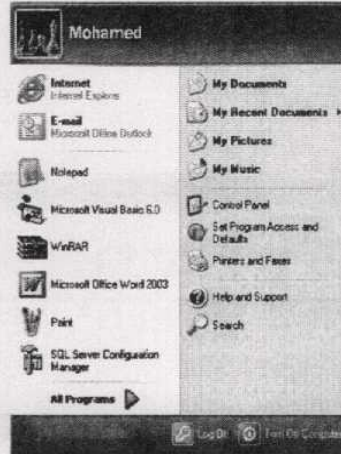 Mohamed
Internet
Internet Explorer
E-mail
Microsoft Office Outlook
Notepad
Microsoft Visual Basic 6.0
WinRAR
Microsoft Office Word 2003
Paint
SQL Server Configuration
Manager
All Programs
My Documents
My Recent Documents
My Pictures
My Music
Control Panel
Set Program Access and
Defaults
Printers and Faxes
Help and Support
Search
Log Off
Turn Off Computer